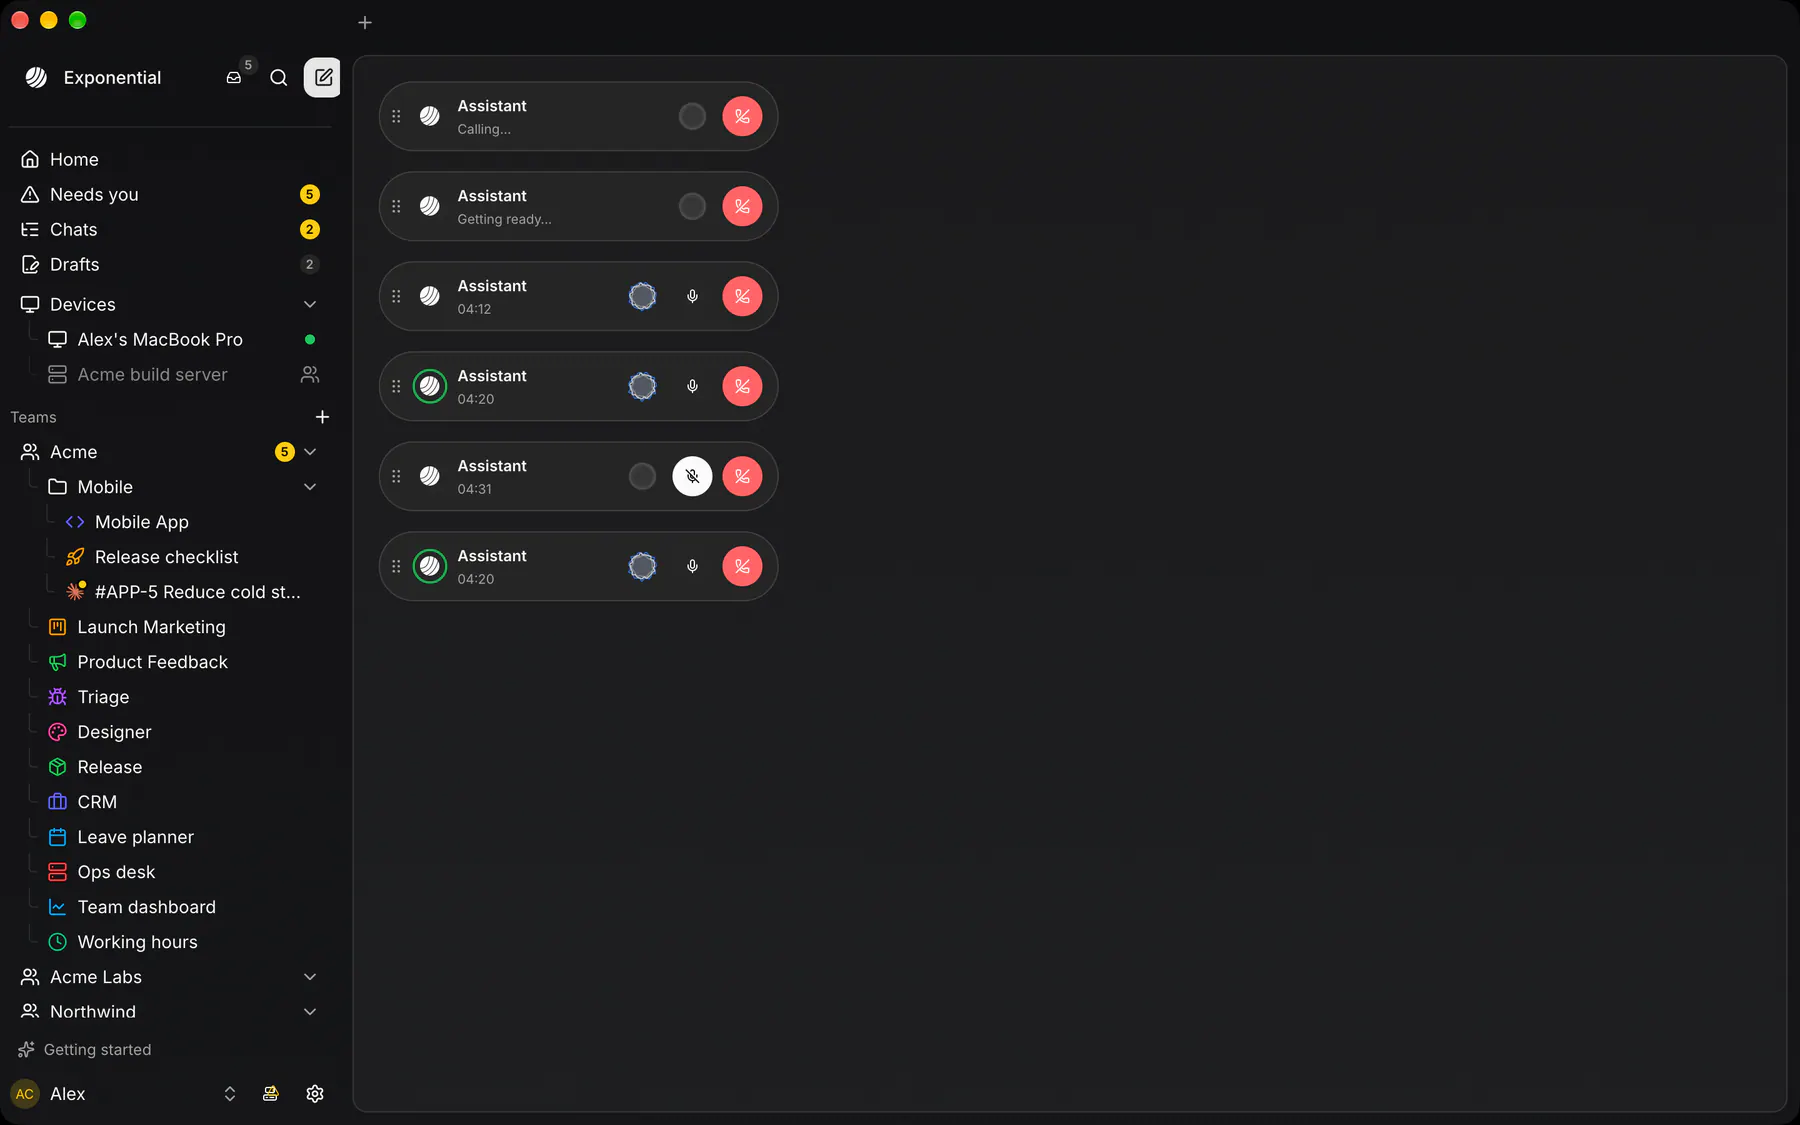 Exponential
5
Home
Needs you
5
Chats
2
Drafts
2
Devices
Alex's MacBook Pro
Acme build server
Teams
Acme
5
Mobile
Mobile App
Release checklist
#APP-5 Reduce cold st...
Launch Marketing
Product Feedback
Triage
Designer
Release
CRM
Leave planner
Ops desk
Team dashboard
Working hours
Acme Labs
Northwind
Getting started
AC
Alex
Assistant
Calling...
Assistant
Getting ready...
Assistant
04:12
Assistant
04:20
Assistant
04:31
Assistant
04:20